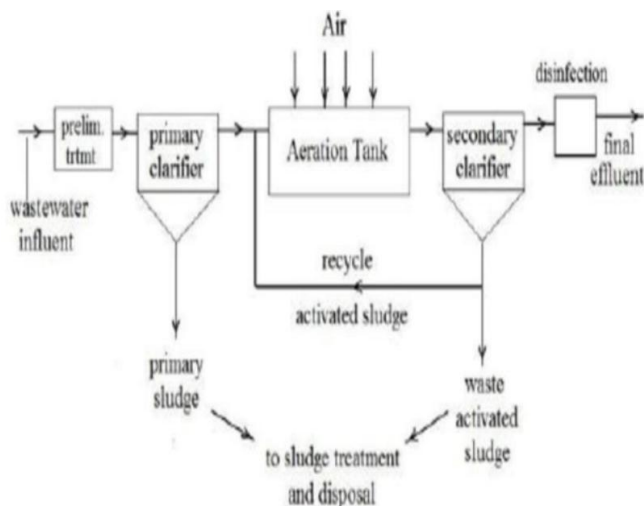 Air
disinfection
prelim.
trtmt
primary
clarifier
Aeration Tank
secondary
clarifier
final
effluent
wastewater
influent
recycle
activated sludge
primary
sludge
waste
activated
sludge
to sludge treatment
and disposal